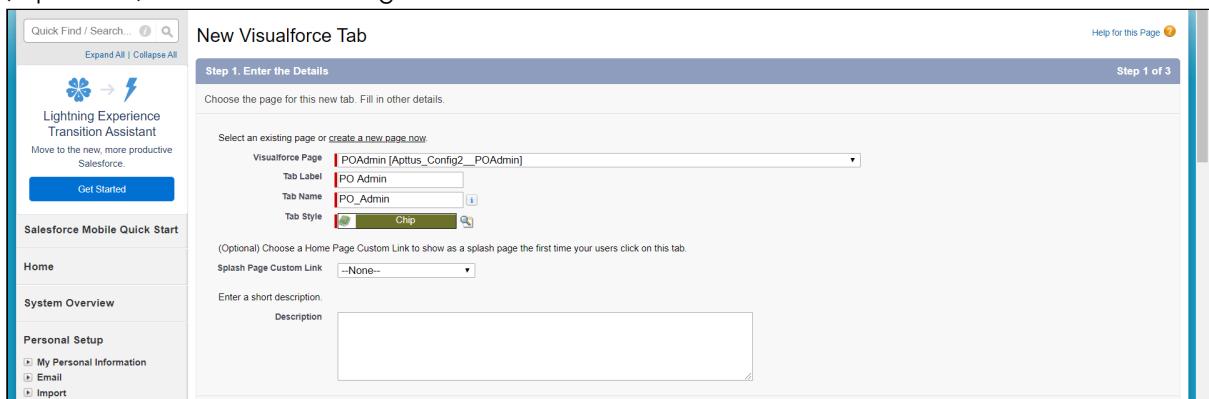 Quick Find / Search...
Expand All | Collapse All
Lightning Experience
Transition Assistant
Move to the new, more productive
Salesforce.
Get Started
Salesforce Mobile Quick Start
Home
System Overview
Personal Setup
My Personal Information
Email
Import
New Visualforce Tab
Help for this Page
Step 1. Enter the Details Step 1 of 3
Choose the page for this new tab. Fill in other details.
Select an existing page or create a new page now.
Visualforce Page POAdmin [Apttus_Config2__POAdmin]
Tab Label PO Admin
Tab Name PO_Admin
Tab Style Chip
(Optional) Choose a Home Page Custom Link to show as a splash page the first time your users click on this tab.
Splash Page Custom Link --None--
Enter a short description.
Description